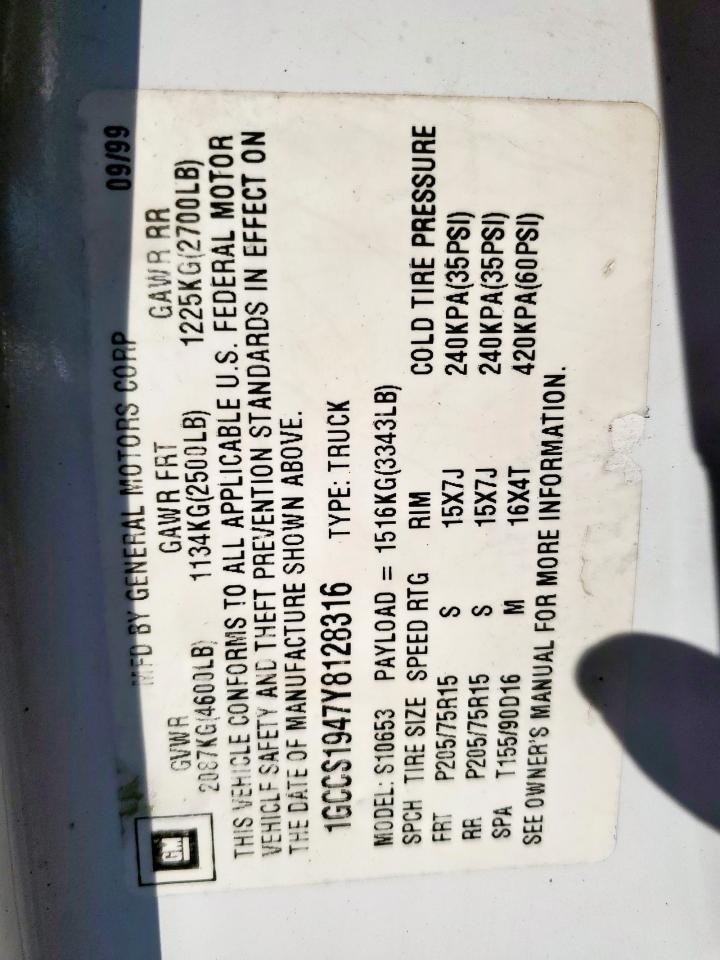 GM
MFD BY GENERAL MOTORS CORP 09/99
GVWR GAWR FRT GAWR RR
2087KG(4600LB) 1134KG(2500LB) 1225KG(2700LB)
THIS VEHICLE CONFORMS TO ALL APPLICABLE U.S. FEDERAL MOTOR
VEHICLE SAFETY AND THEFT PREVENTION STANDARDS IN EFFECT ON
THE DATE OF MANUFACTURE SHOWN ABOVE.
1GCCS1947Y8128316 TYPE: TRUCK
MODEL: S10653 PAYLOAD = 1516KG(3343LB)
SPCH TIRE SIZE SPEED RTG RIM COLD TIRE PRESSURE
FRT P205/75R15 S 15X7J 240KPA(35PSI)
RR P205/75R15 S 15X7J 240KPA(35PSI)
SPA T155/90D16 M 16X4T 420KPA(60PSI)
SEE OWNER'S MANUAL FOR MORE INFORMATION.